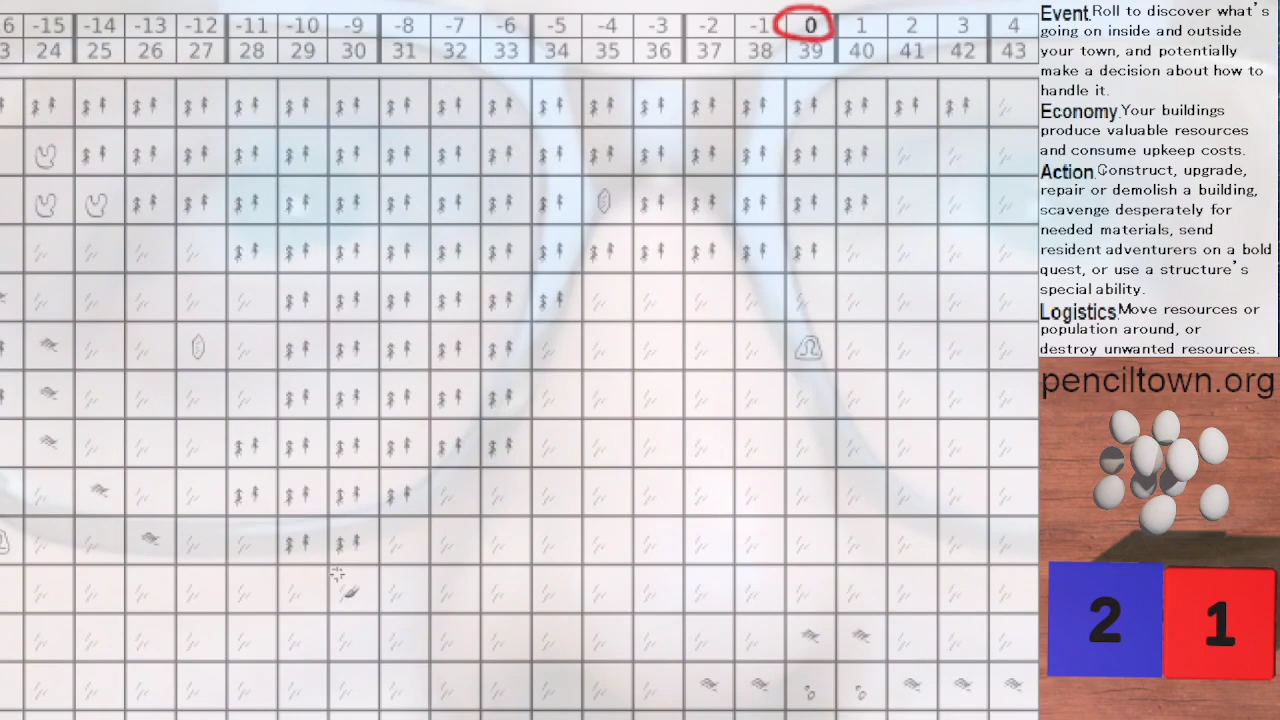 6 -15 -14 -13 -12 -11 -10 -9 -8 -7 -6 -5 -4 -3 -2 -1 0 1 2 3 4
3 24 25 26 27 28 29 30 31 32 33 34 35 36 37 38 39 40 41 42 43
Event. Roll to discover what's
going on inside and outside
your town, and potentially
make a decision about how to
handle it.
Economy. Your buildings
produce valuable resources
and consume upkeep costs.
Action. Construct, upgrade,
repair or demolish a building,
scavenge desperately for
needed materials, send
resident adventurers on a bold
quest, or use a structure's
special ability.
Logistics. Move resources or
population around, or
destroy unwanted resources.
penciltown.org
2 1